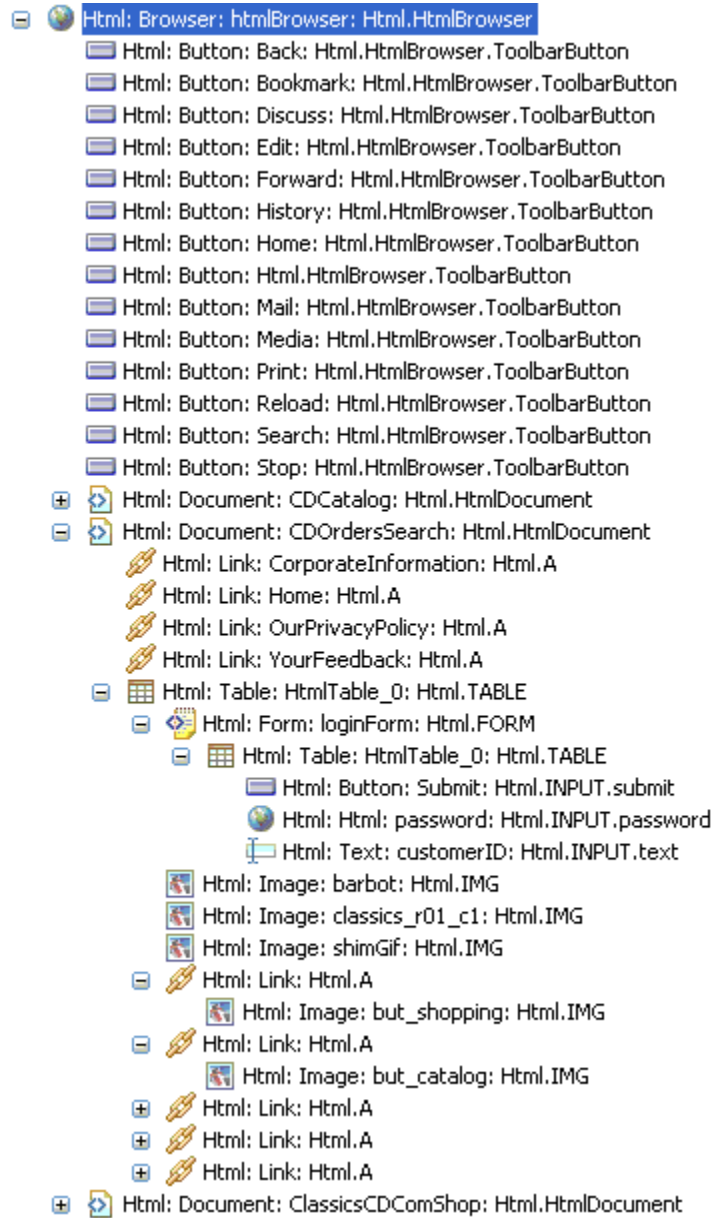 Html: Browser: htmlBrowser: Html.HtmlBrowser
Html: Button: Back: Html.HtmlBrowser.ToolbarButton
Html: Button: Bookmark: Html.HtmlBrowser.ToolbarButton
Html: Button: Discuss: Html.HtmlBrowser.ToolbarButton
Html: Button: Edit: Html.HtmlBrowser.ToolbarButton
Html: Button: Forward: Html.HtmlBrowser.ToolbarButton
Html: Button: History: Html.HtmlBrowser.ToolbarButton
Html: Button: Home: Html.HtmlBrowser.ToolbarButton
Html: Button: Html.HtmlBrowser.ToolbarButton
Html: Button: Mail: Html.HtmlBrowser.ToolbarButton
Html: Button: Media: Html.HtmlBrowser.ToolbarButton
Html: Button: Print: Html.HtmlBrowser.ToolbarButton
Html: Button: Reload: Html.HtmlBrowser.ToolbarButton
Html: Button: Search: Html.HtmlBrowser.ToolbarButton
Html: Button: Stop: Html.HtmlBrowser.ToolbarButton
Html: Document: CDCatalog: Html.HtmlDocument
Html: Document: CDOrdersSearch: Html.HtmlDocument
Html: Link: CorporateInformation: Html.A
Html: Link: Home: Html.A
Html: Link: OurPrivacyPolicy: Html.A
Html: Link: YourFeedback: Html.A
Html: Table: HtmlTable_0: Html.TABLE
Html: Form: loginForm: Html.FORM
Html: Table: HtmlTable_0: Html.TABLE
Html: Button: Submit: Html.INPUT.submit
Html: Html: password: Html.INPUT.password
Html: Text: customerID: Html.INPUT.text
Html: Image: barbot: Html.IMG
Html: Image: classics_r01_c1: Html.IMG
Html: Image: shimGif: Html.IMG
Html: Link: Html.A
Html: Image: but_shopping: Html.IMG
Html: Link: Html.A
Html: Image: but_catalog: Html.IMG
Html: Link: Html.A
Html: Link: Html.A
Html: Link: Html.A
Html: Document: ClassicsCDComShop: Html.HtmlDocument